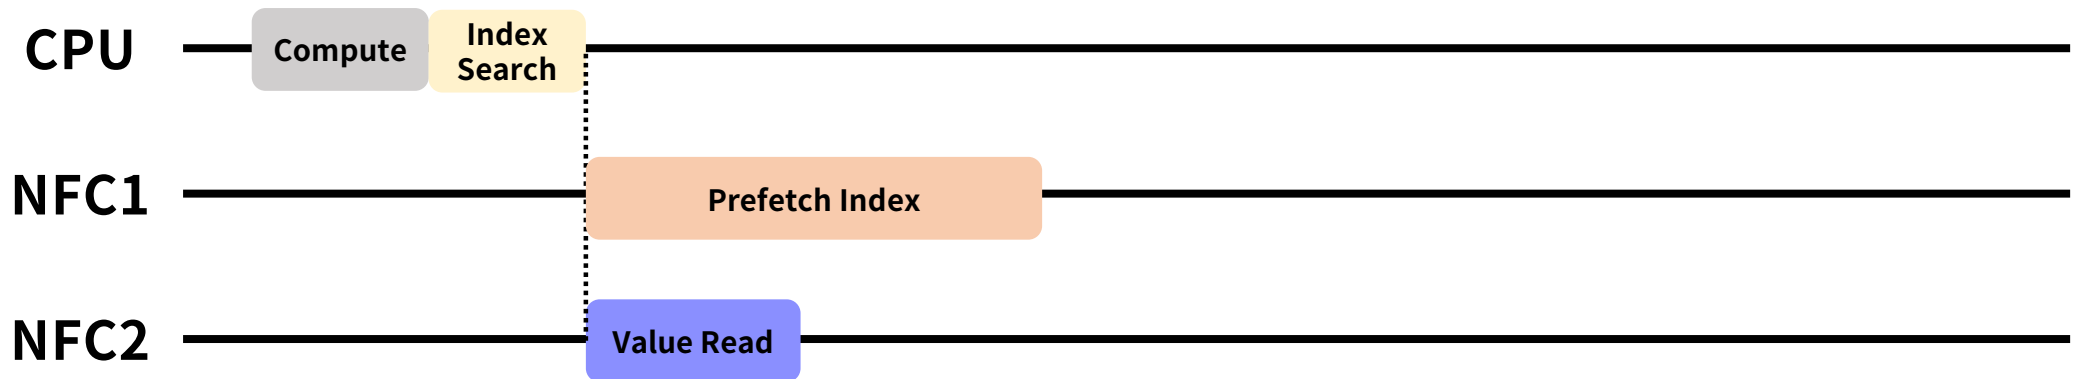 CPU
Compute
Index
Search
NFC1
Prefetch Index
NFC2
Value Read